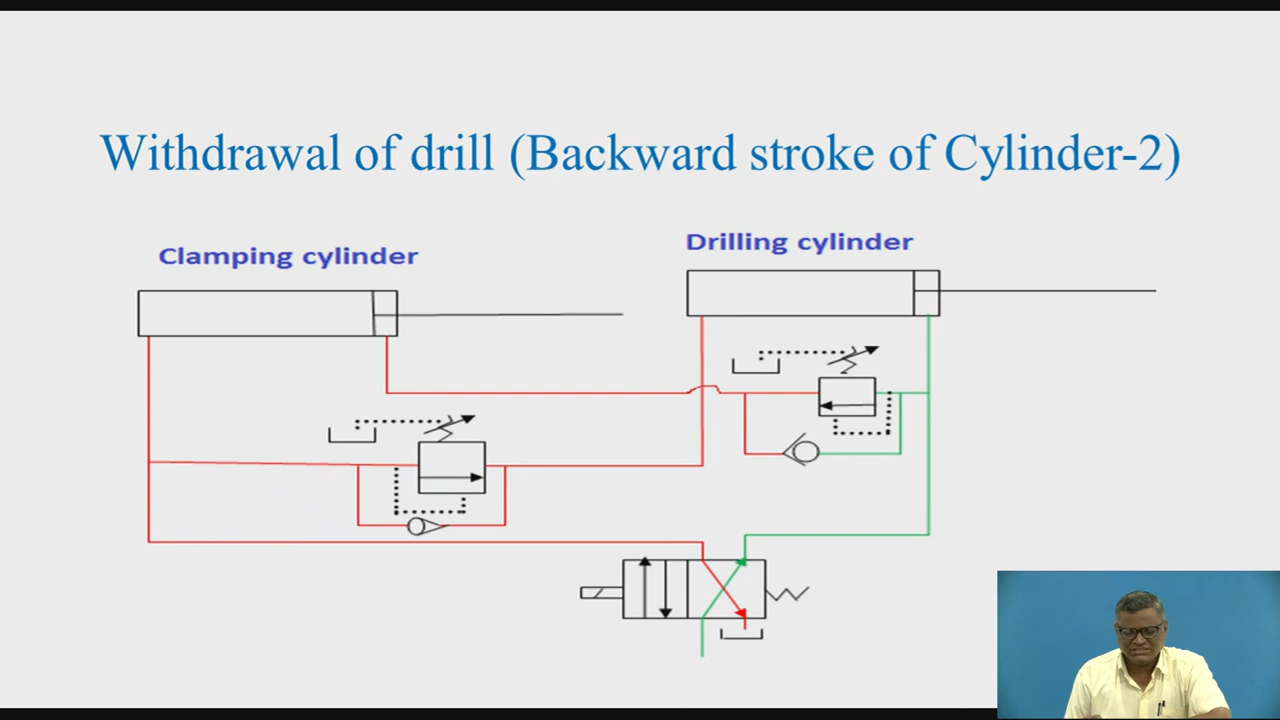 Withdrawal of drill (Backward stroke of Cylinder-2)
Clamping cylinder
Drilling cylinder